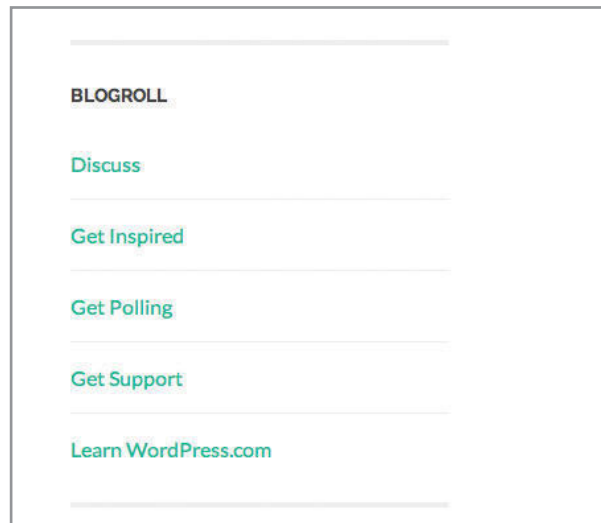 BLOGROLL
Discuss
Get Inspired
Get Polling
Get Support
Learn WordPress.com